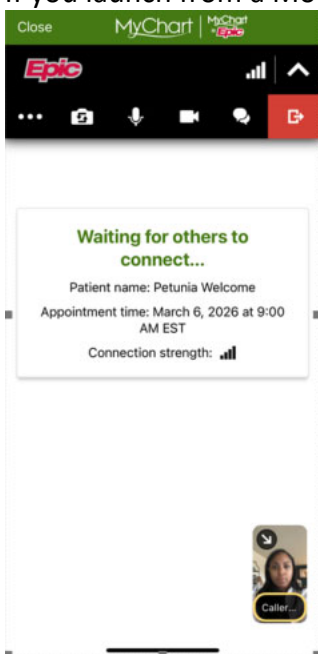 Close
MyChart
MyChart
Epic
Epic
Waiting for others to
connect...
Patient name: Petunia Welcome
Appointment time: March 6, 2026 at 9:00
AM EST
Connection strength:
Caller...